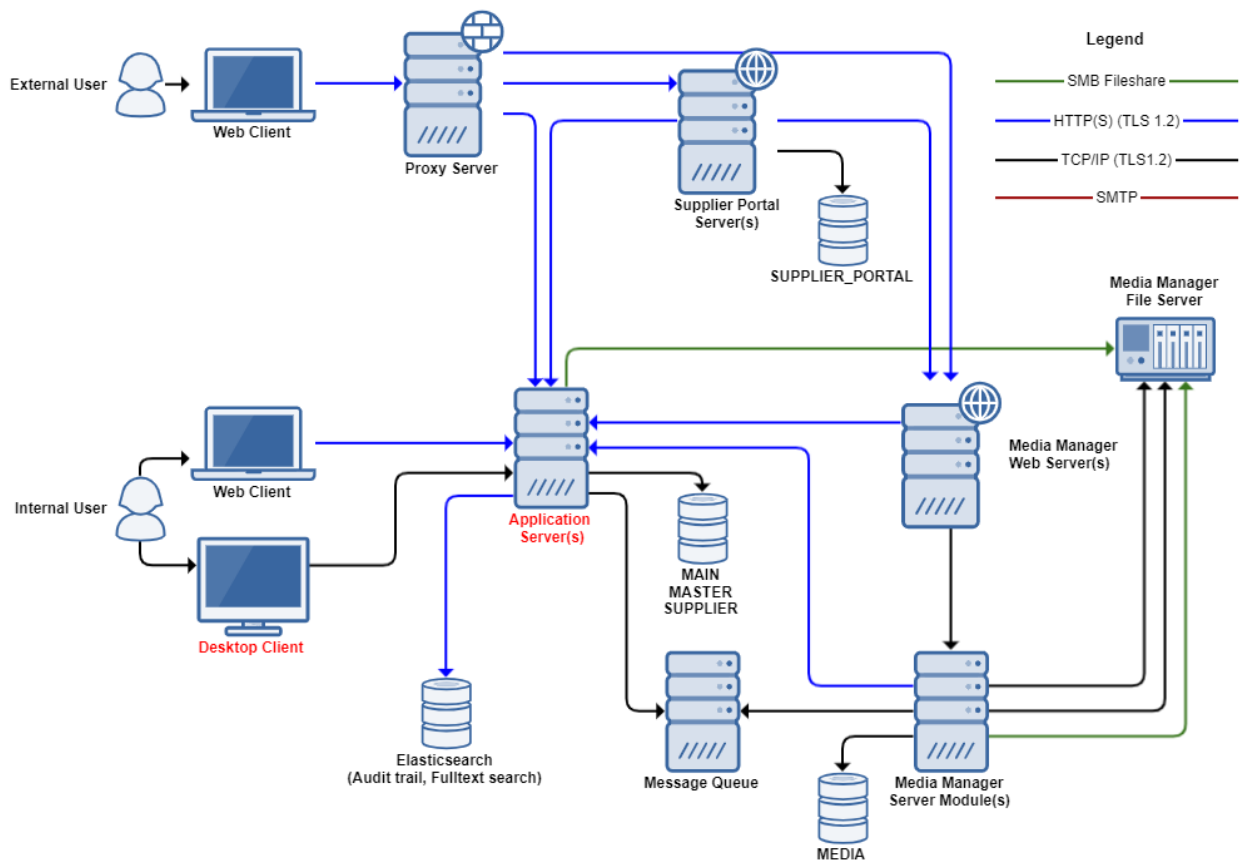 Legend
SMB Fileshare
HTTP(S) (TLS 1.2)
TCP/IP (TLS1.2)
SMTP
External User
Web Client
Proxy Server
Supplier Portal
Server(s)
SUPPLIER_PORTAL
Media Manager
File Server
Internal User
Web Client
Desktop Client
Application
Server(s)
Media Manager
Web Server(s)
MAIN
MASTER
SUPPLIER
Elasticsearch
(Audit trail, Fulltext search)
Message Queue
Media Manager
Server Module(s)
MEDIA